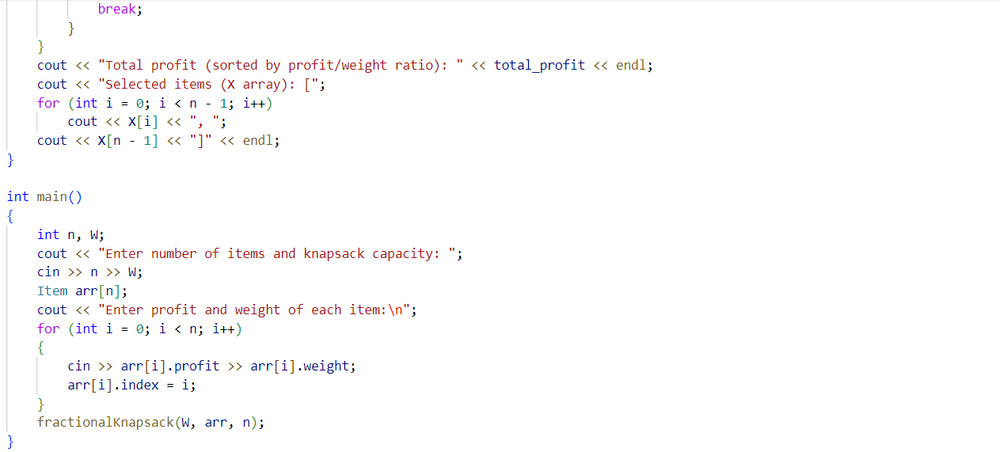 break;
        }
    }
    cout << "Total profit (sorted by profit/weight ratio): " << total_profit << endl;
    cout << "Selected items (X array): [";
    for (int i = 0; i < n - 1; i++)
        cout << X[i] << ", ";
    cout << X[n - 1] << "]" << endl;
}

int main()
{
    int n, W;
    cout << "Enter number of items and knapsack capacity: ";
    cin >> n >> W;
    Item arr[n];
    cout << "Enter profit and weight of each item:\n";
    for (int i = 0; i < n; i++)
    {
        cin >> arr[i].profit >> arr[i].weight;
        arr[i].index = i;
    }
    fractionalKnapsack(W, arr, n);
}